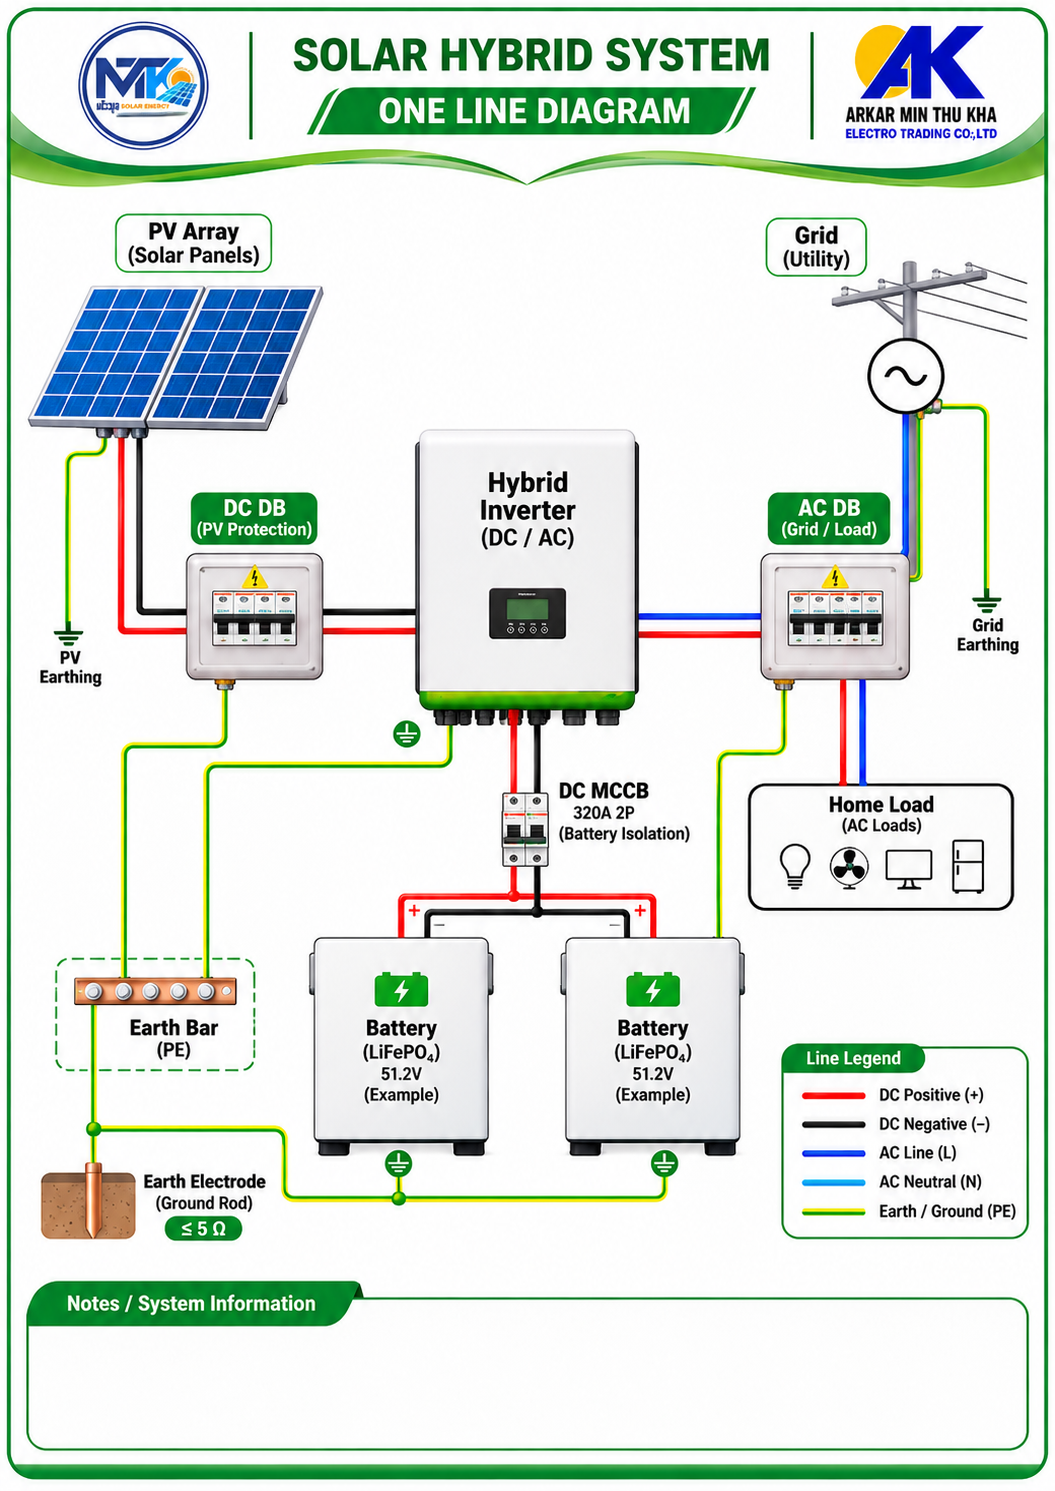 MTK
SOLAR ENERGY
SOLAR HYBRID SYSTEM
ONE LINE DIAGRAM
AK
ARKAR MIN THU KHA
ELECTRO TRADING CO.,LTD
PV Array
(Solar Panels)
Grid
(Utility)
DC DB
(PV Protection)
Hybrid
Inverter
(DC / AC)
AC DB
(Grid / Load)
PV
Earthing
Grid
Earthing
DC MCCB
320A 2P
(Battery Isolation)
Home Load
(AC Loads)
+
−
−
+
Earth Bar
(PE)
Battery
(LiFePO₄)
51.2V
(Example)
Battery
(LiFePO₄)
51.2V
(Example)
Line Legend
DC Positive (+)
DC Negative (−)
AC Line (L)
AC Neutral (N)
Earth / Ground (PE)
Earth Electrode
(Ground Rod)
≤ 5 Ω
Notes / System Information